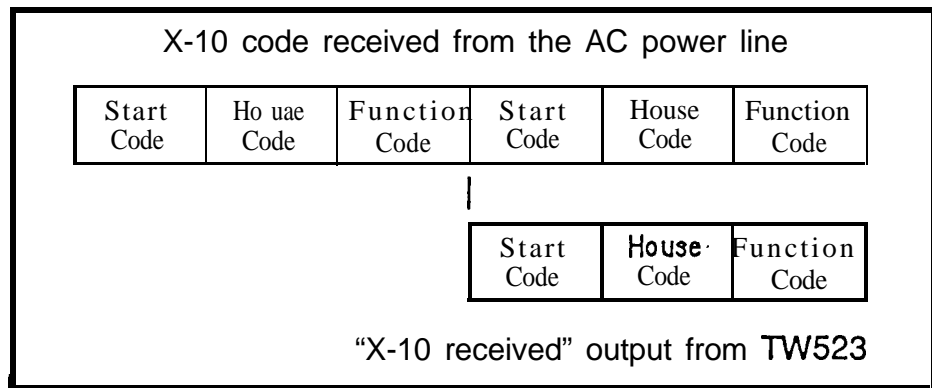 X-10 code received from the AC power line
Start Ho uae Function Start House Function
Code Code Code Code Code Code
Start House Function
Code Code Code
“X-10 received” output from TW523